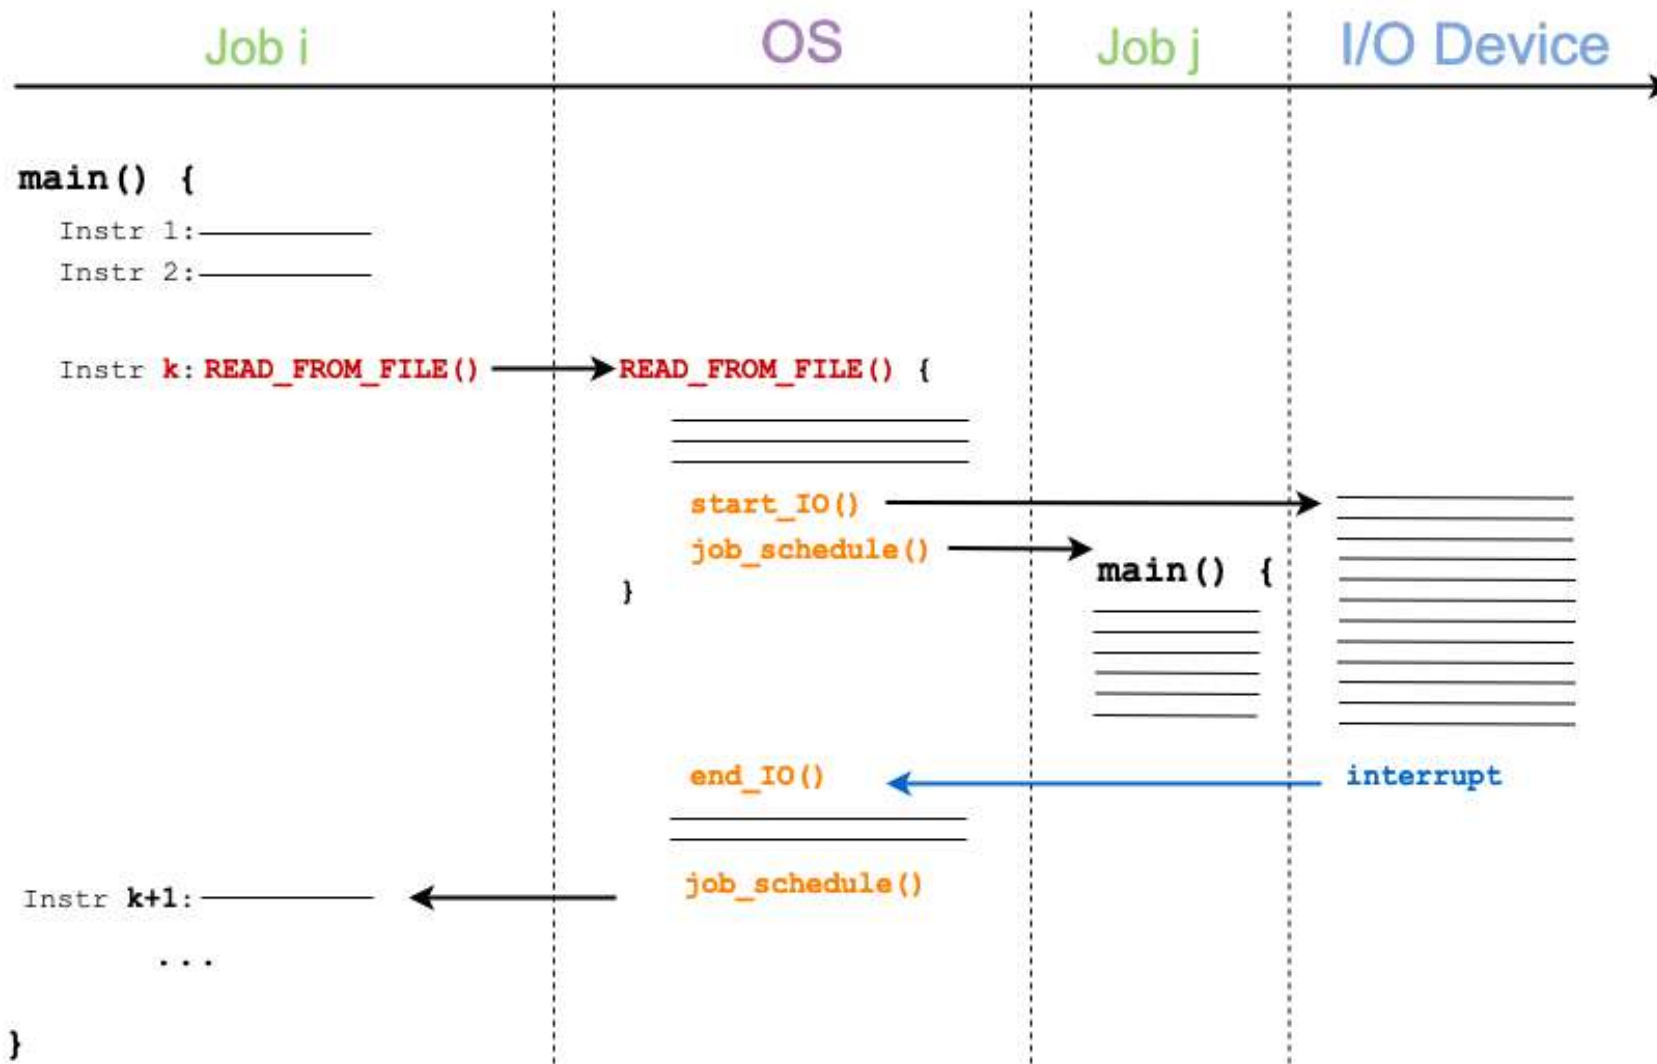 Job i OS Job j I/O Device
main() {
Instr 1:
Instr 2:
Instr k: READ_FROM_FILE() READ_FROM_FILE() {
start_IO()
job_schedule()
main() {
}
end_IO() interrupt
job_schedule()
Instr k+1:
...
}